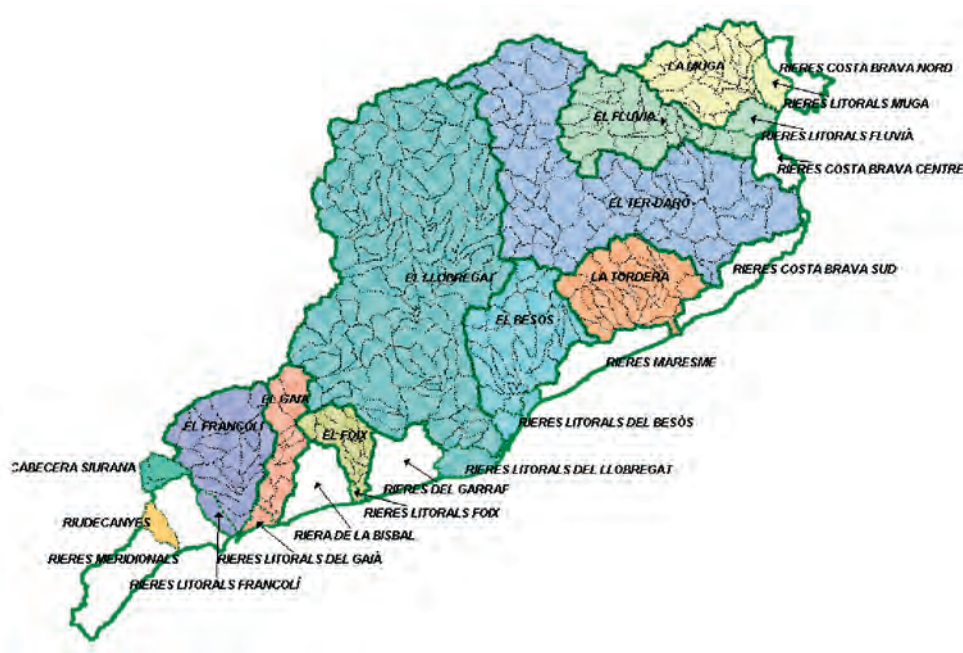 LA MUGA
RIERES COSTA BRAVA NORD
RIERES LITORALS MUGA
EL FLUVIA
RIERES LITORALS FLUVIÀ
RIERES COSTA BRAVA CENTRE
EL TER-DARÓ
RIERES COSTA BRAVA SUD
EL LLOBREGAT
LA TORDERA
EL BESÒS
RIERES MARESME
EL GAIA
EL FRANCOLÍ
EL FOIX
RIERES LITORALS DEL BESÒS
CABECERA SIURANA
RIERES LITORALS DEL LLOBREGAT
RIERES DEL GARRAF
RIERES LITORALS FOIX
RIUDECANYES
RIERA DE LA BISBAL
RIERES MERIDIONALS
RIERES LITORALS DEL GAIÀ
RIERES LITORALS FRANCOLÍ